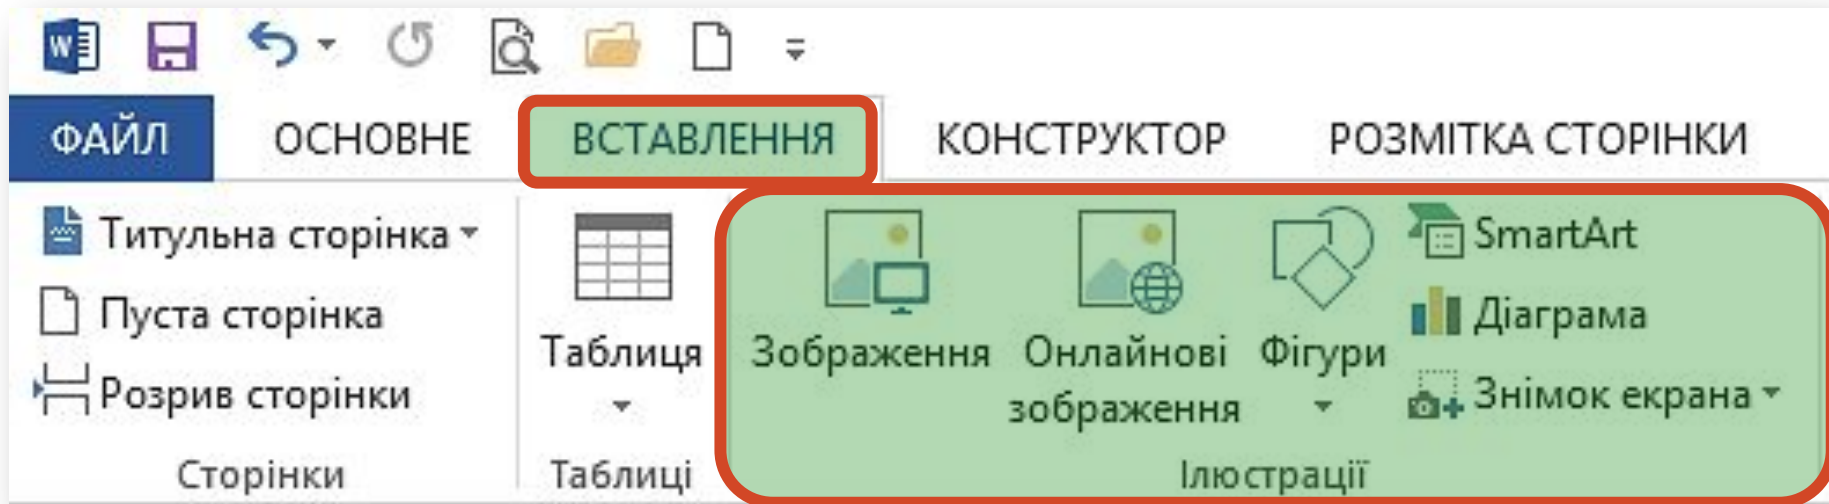 ФАЙЛ ОСНОВНЕ ВСТАВЛЕННЯ КОНСТРУКТОР РОЗМІТКА СТОРІНКИ
Титульна сторінка
Пуста сторінка
Розрив сторінки
Сторінки
Таблиця
Таблиці
Зображення
Онлайнові
зображення
Фігури
SmartArt
Діаграма
Знімок екрана
Ілюстрації